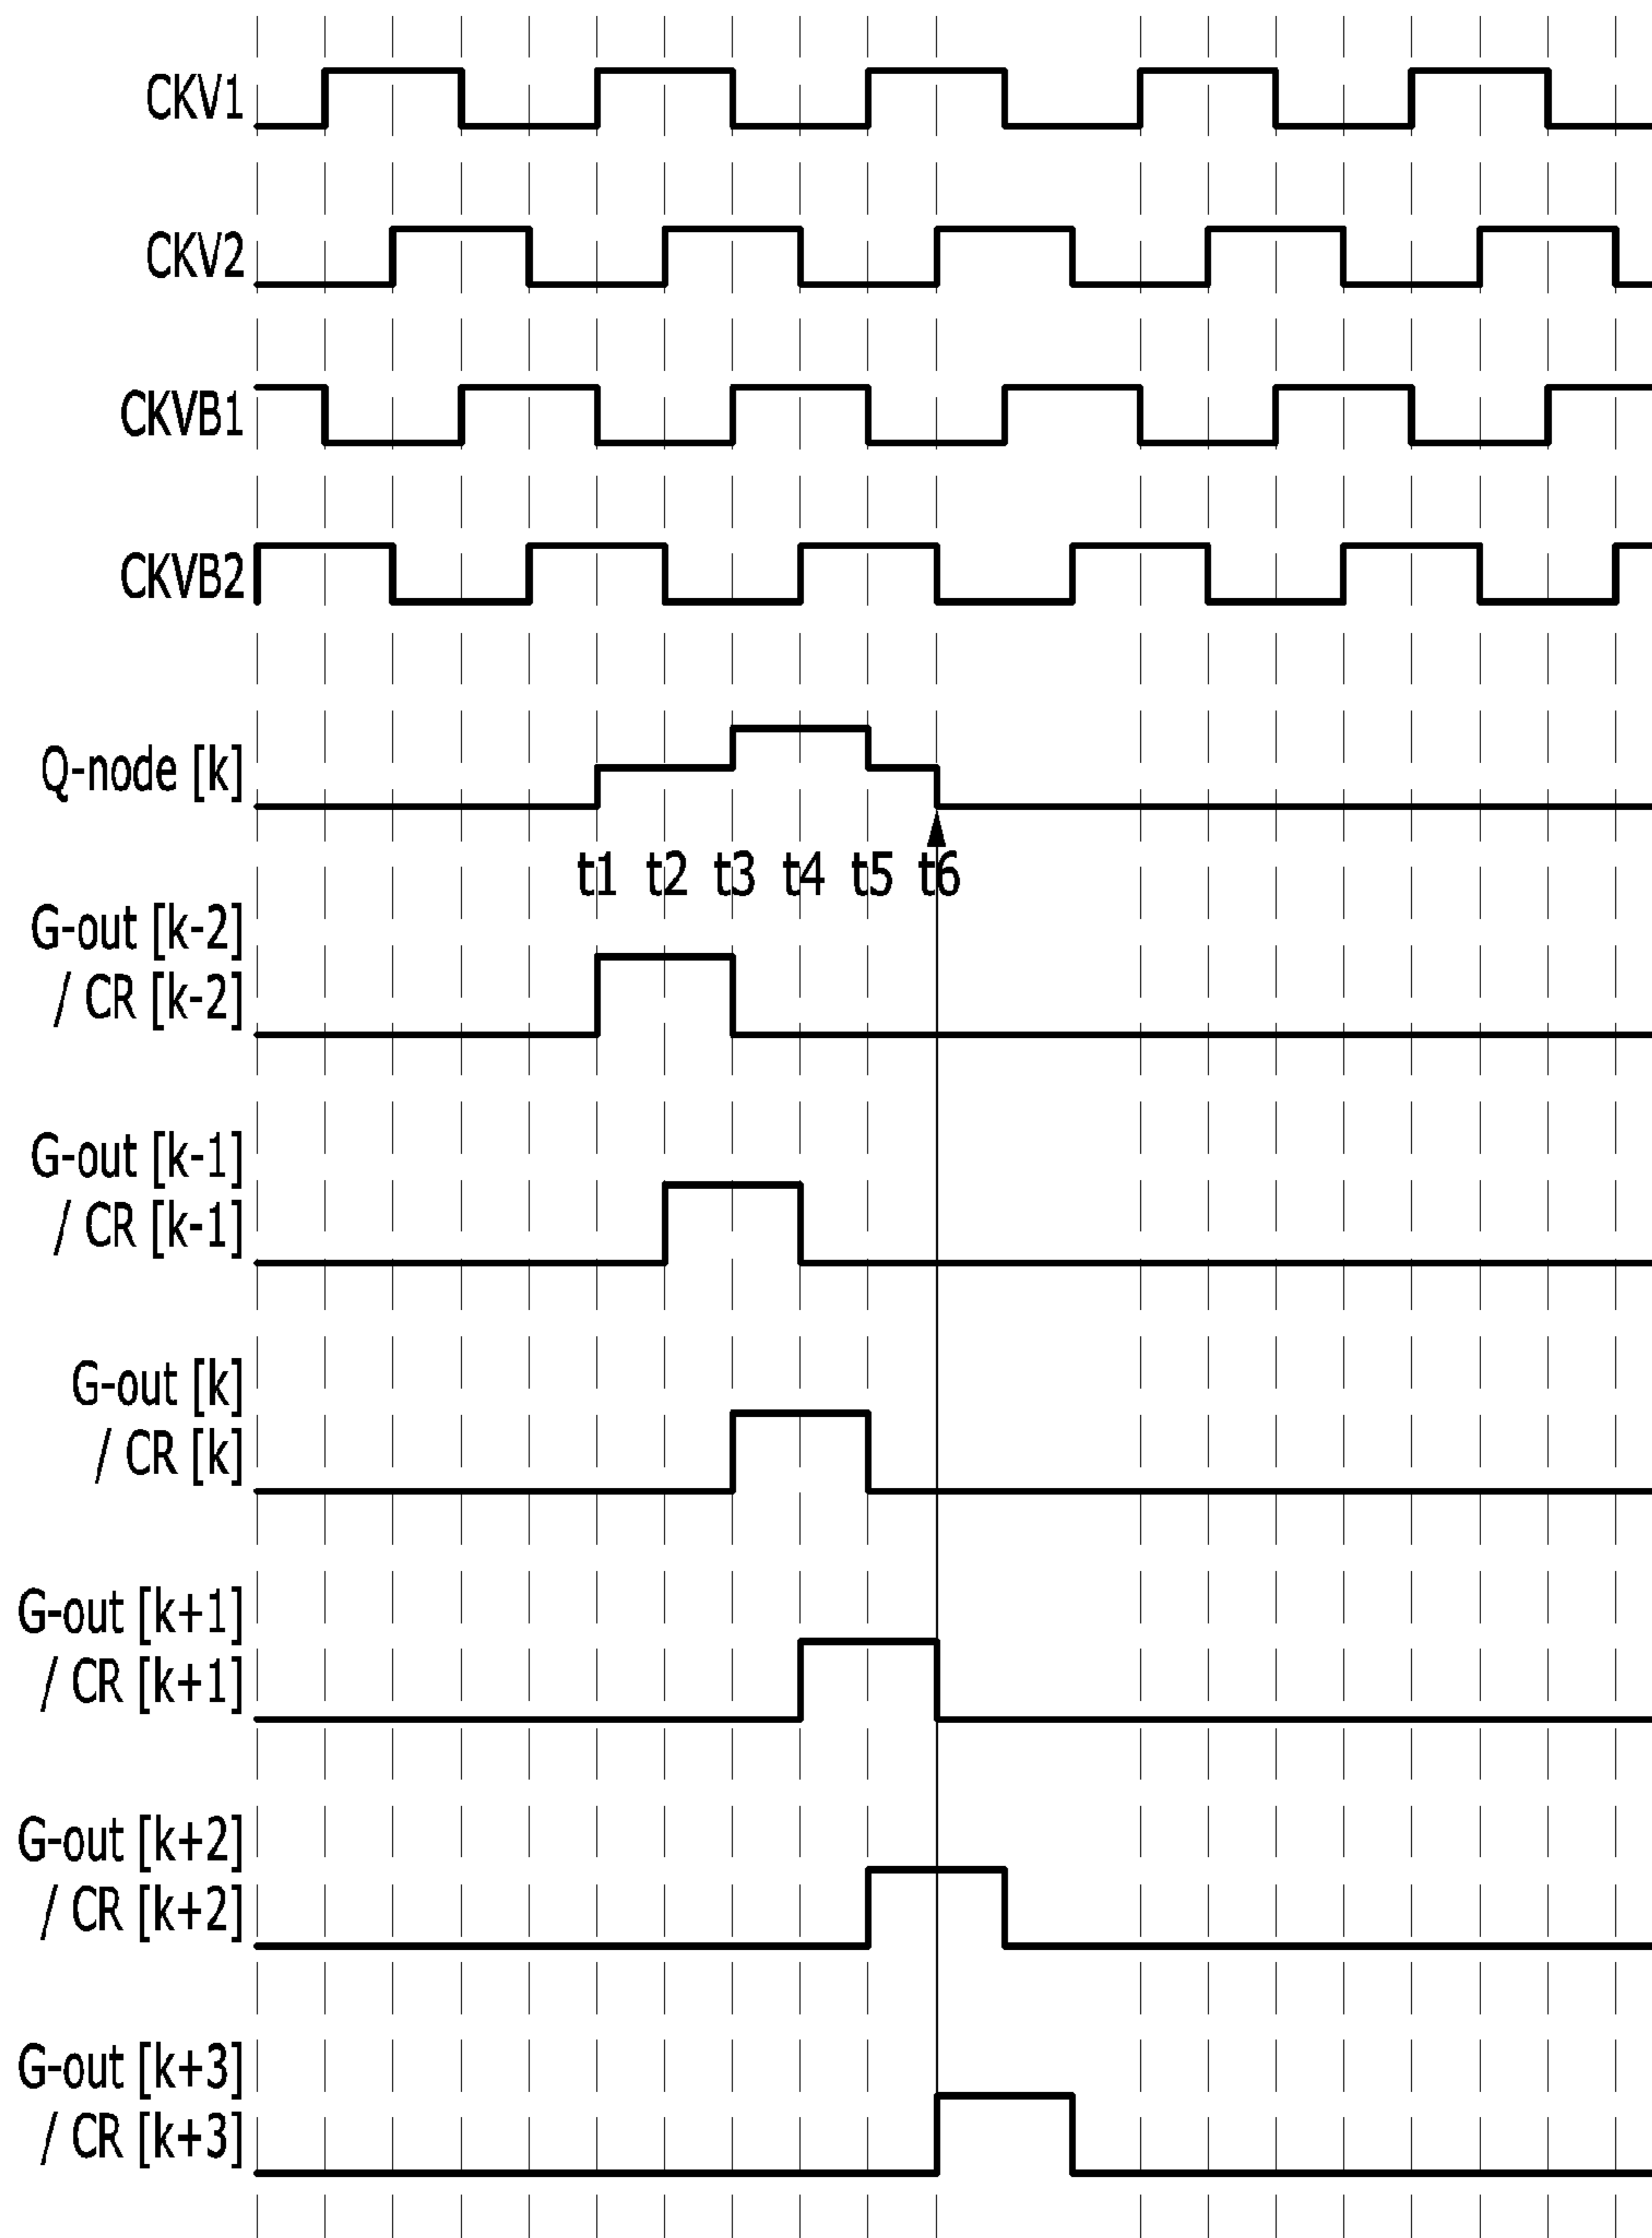 CKV1
CKV2
CKVB1
CKVB2
Q-node [k]
t1 t2 t3 t4 t5 t6
G-out [k-2]
/ CR [k-2]
G-out [k-1]
/ CR [k-1]
G-out [k]
/ CR [k]
G-out [k+1]
/ CR [k+1]
G-out [k+2]
/ CR [k+2]
G-out [k+3]
/ CR [k+3]